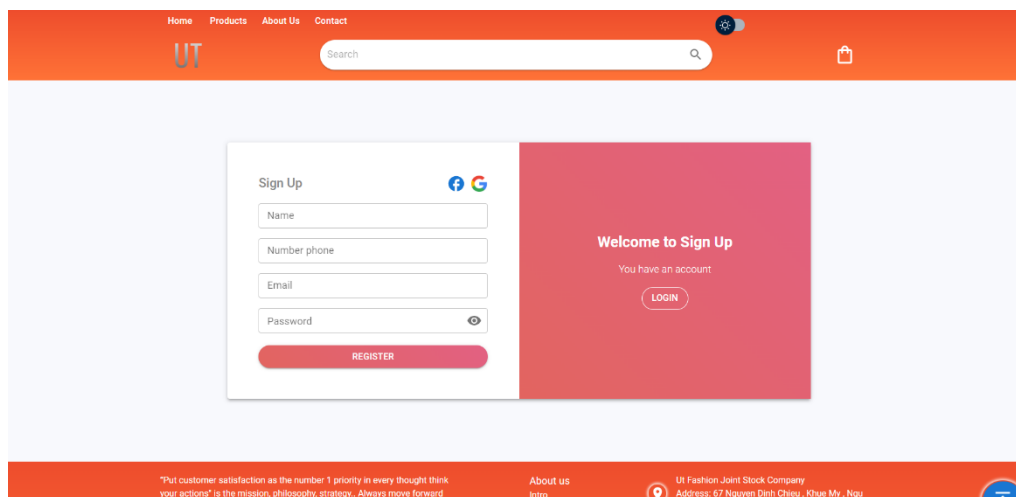 Home Products About Us Contact
UT
Search
Sign Up
Name
Number phone
Email
Password
REGISTER
Welcome to Sign Up
You have an account
LOGIN
"Put customer satisfaction as the number 1 priority in every thought think
your actions" is the mission, philosophy, strategy.. Always move forward
About us
Intro
Ut Fashion Joint Stock Company
Address: 67 Nguyen Dinh Chieu , Khue My , Ngu